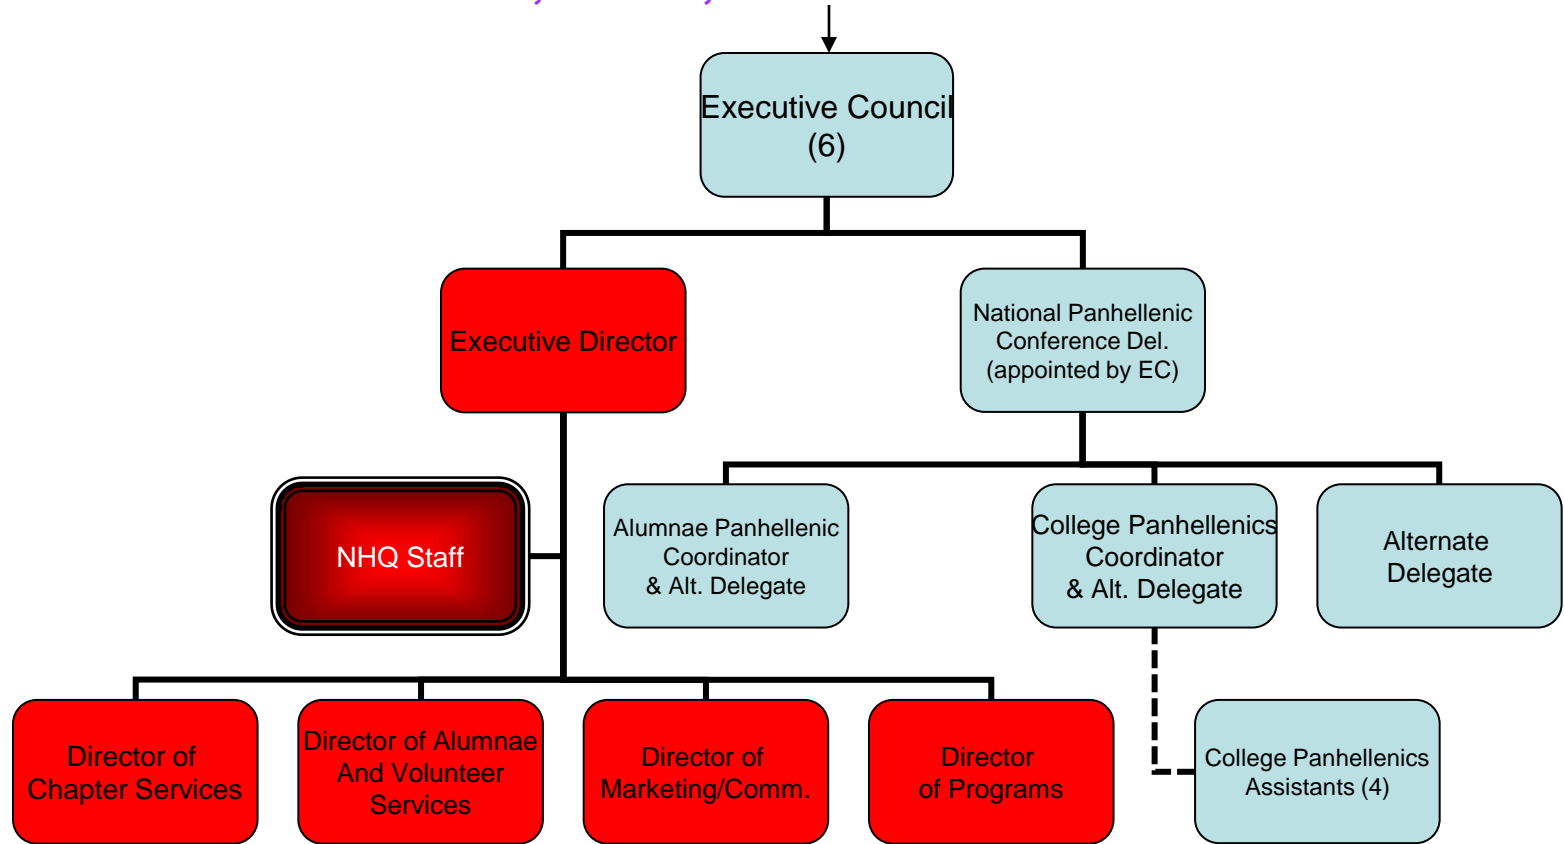 Executive Council
(6)
Executive Director
National Panhellenic
Conference Del.
(appointed by EC)
NHQ Staff
Alumnae Panhellenic
Coordinator
& Alt. Delegate
College Panhellenics
Coordinator
& Alt. Delegate
Alternate
Delegate
Director of
Chapter Services
Director of Alumnae
And Volunteer
Services
Director of
Marketing/Comm.
Director
of Programs
College Panhellenics
Assistants (4)